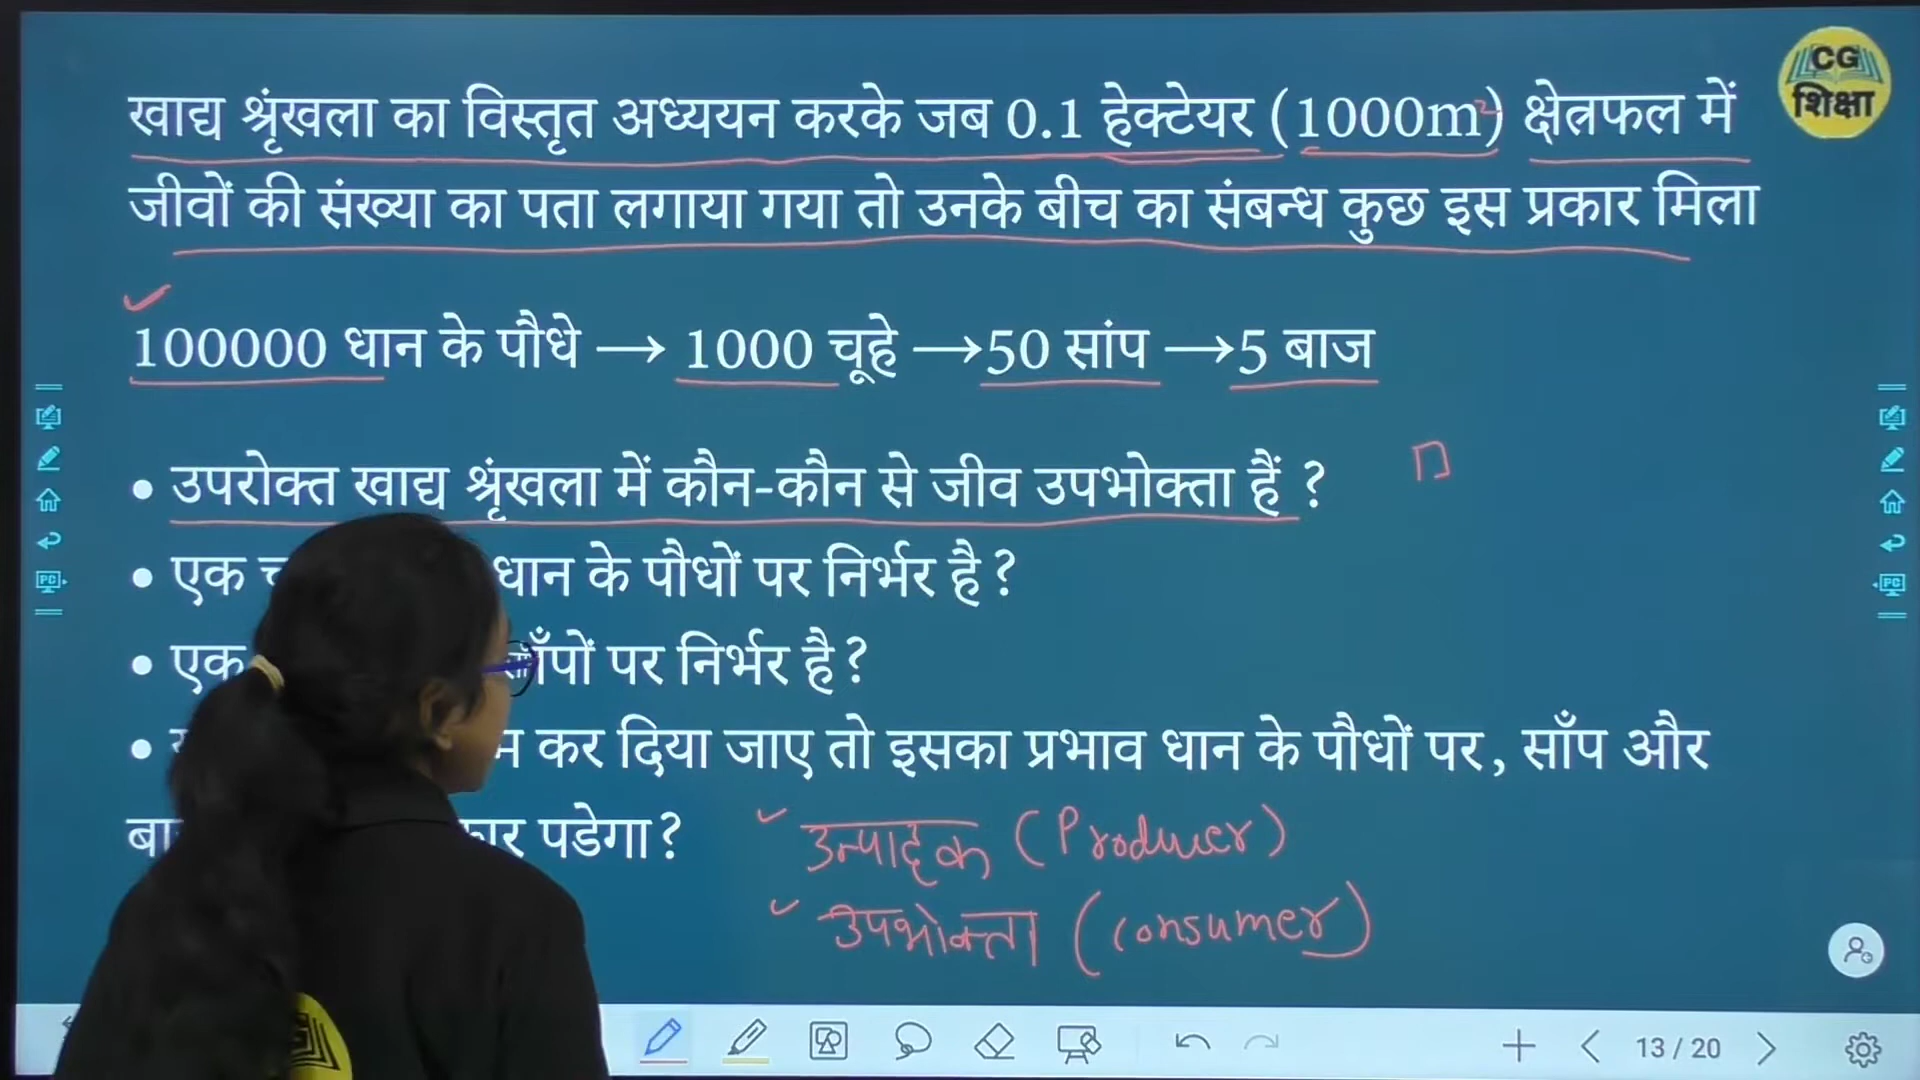 CG
शिक्षा
खाद्य श्रृंखला का विस्तृत अध्ययन करके जब 0.1 हेक्टेयर (1000m²) क्षेत्रफल में
जीवों की संख्या का पता लगाया गया तो उनके बीच का संबन्ध कुछ इस प्रकार मिला
100000 धान के पौधे → 1000 चूहे →50 सांप →5 बाज
• उपरोक्त खाद्य श्रृंखला में कौन-कौन से जीव उपभोक्ता हैं ?
• एक धान के पौधों पर निर्भर है?
• एक पर निर्भर है?
• कर दिया जाए तो इसका प्रभाव धान के पौधों पर, साँप और
पडेगा?
उत्पादक (Producer)
उपभोक्ता (Consumer)
13 / 20